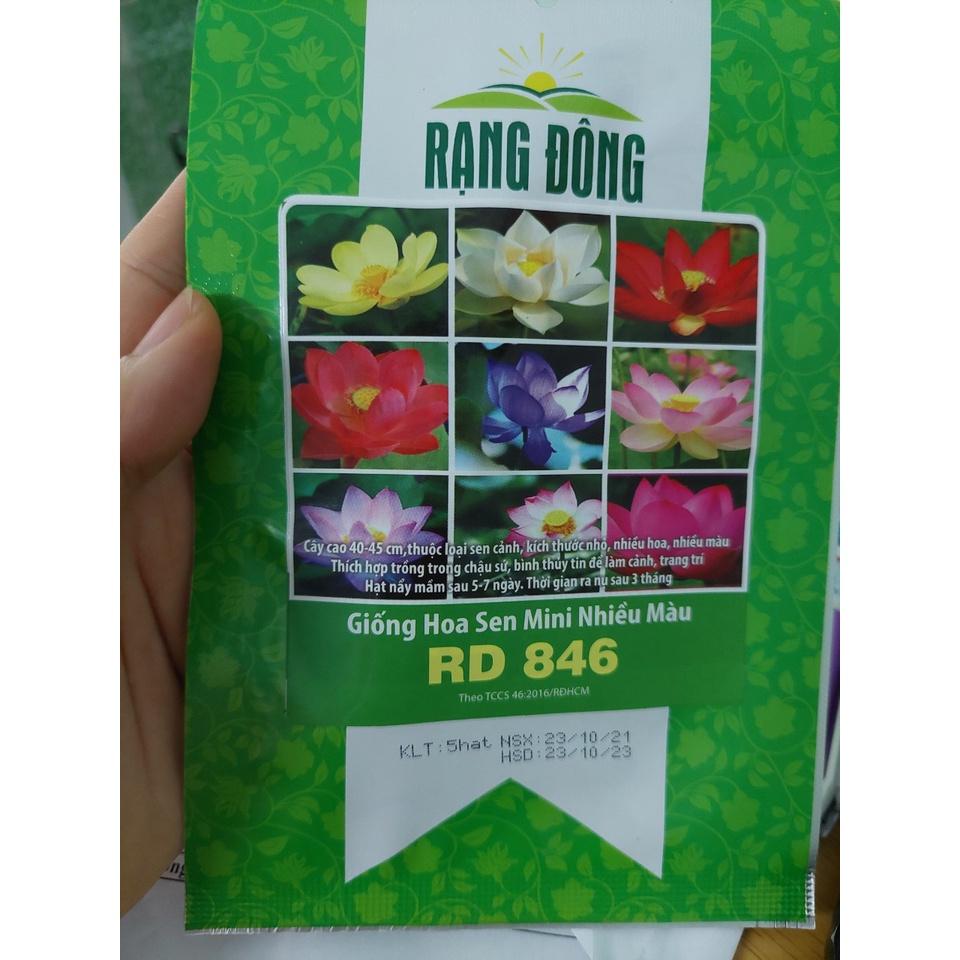 RẠNG ĐÔNG
Cây cao 40-45 cm,thuộc loại sen cảnh, kích thước nhỏ, nhiều hoa, nhiều màu
Thích hợp trồng trong chậu sứ, bình thủy tin để làm cảnh, trang trí
Hạt nẩy mầm sau 5-7 ngày. Thời gian ra nụ sau 3 tháng
Giống Hoa Sen Mini Nhiều Màu
RD 846
Theo TCCS 46:2016/RĐHCM
KLT:5hat NSX:23/10/21
HSD:23/10/23